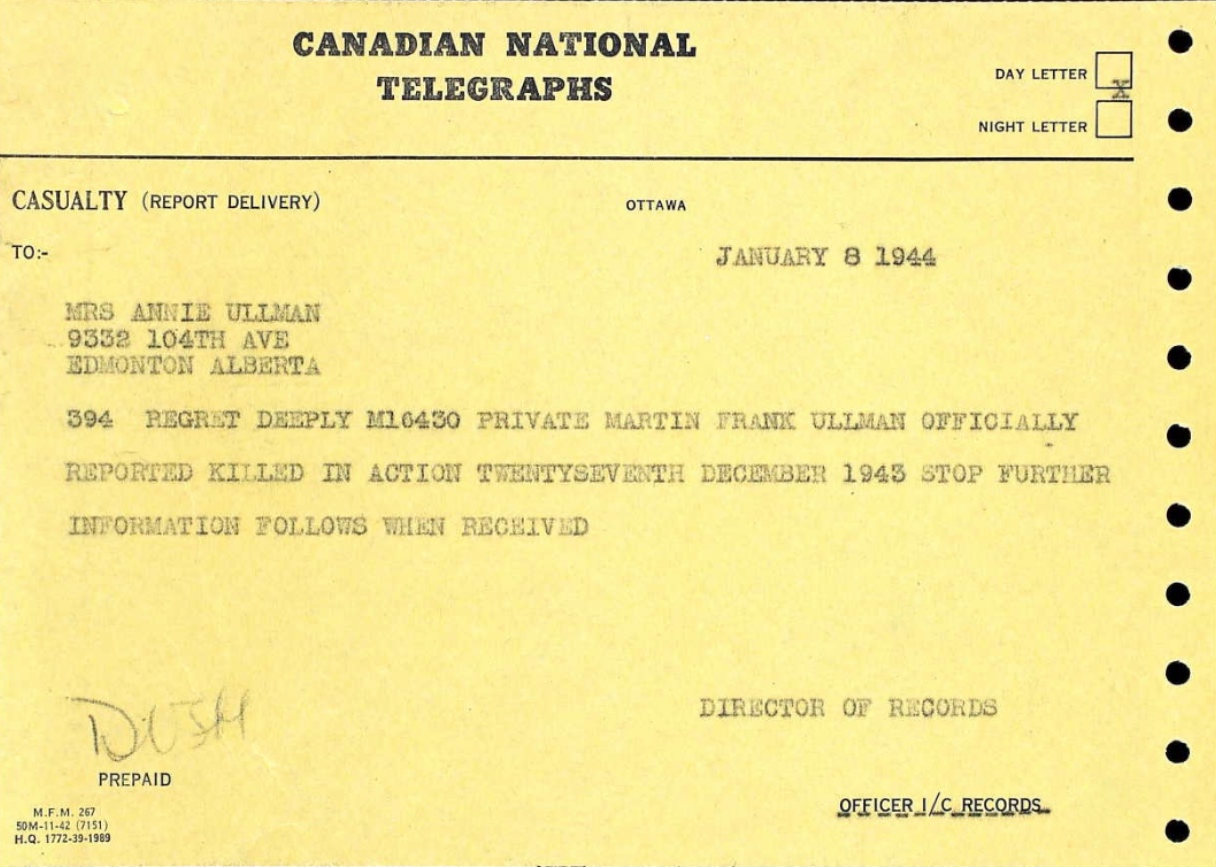 CANADIAN NATIONAL
TELEGRAPHS
DAY LETTER X
NIGHT LETTER
CASUALTY (REPORT DELIVERY) OTTAWA
TO:- JANUARY 8 1944
MRS ANNIE ULLMAN
9332 104TH AVE
EDMONTON ALBERTA
394 REGRET DEEPLY M16430 PRIVATE MARTIN FRANK ULLMAN OFFICIALLY
REPORTED KILLED IN ACTION TWENTYSEVENTH DECEMBER 1943 STOP FURTHER
INFORMATION FOLLOWS WHEN RECEIVED
DIRECTOR OF RECORDS
PREPAID
OFFICER I/C RECORDS
M.F.M. 267
50M-11-42 (7151)
H.Q. 1772-39-1989